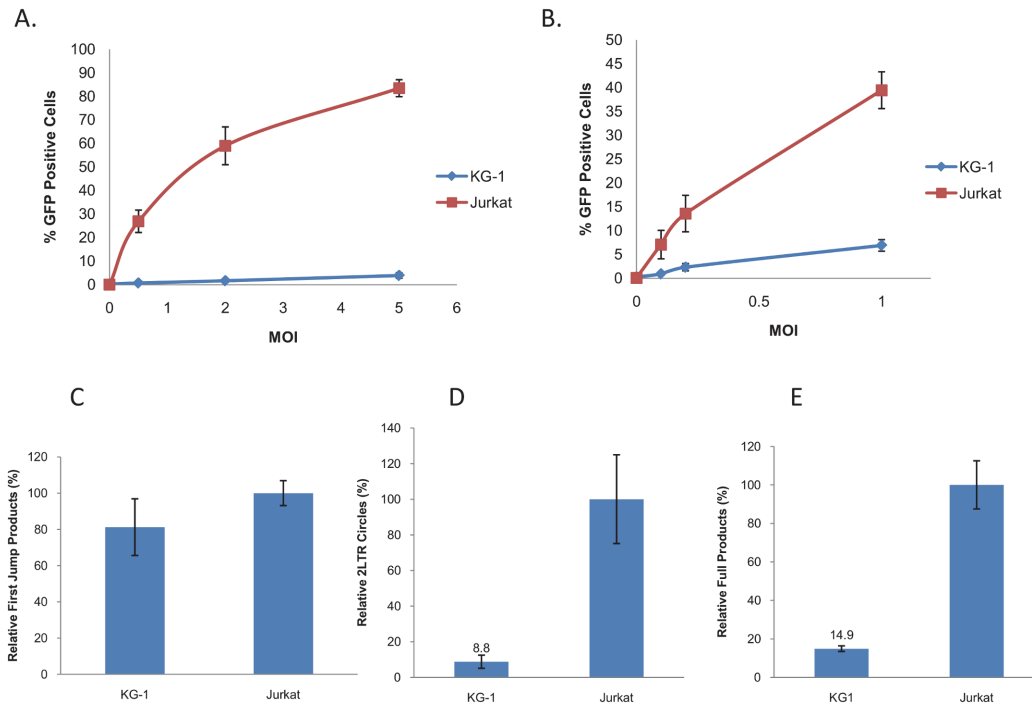 A.
% GFP Positive Cells
100
90
80
70
60
50
40
30
20
10
0
0 1 2 3 4 5 6
MOI
KG-1
Jurkat
B.
% GFP Positive Cells
50
45
40
35
30
25
20
15
10
5
0
0 0.5 1
MOI
KG-1
Jurkat
C
Relative First Jump Products (%)
120
100
80
60
40
20
0
KG-1 Jurkat
D
Relative 2LTR Circles (%)
140
120
100
80
60
40
20
0
8.8
KG-1 Jurkat
E
Relative Full Products (%)
120
100
80
60
40
20
0
14.9
KG1 Jurkat